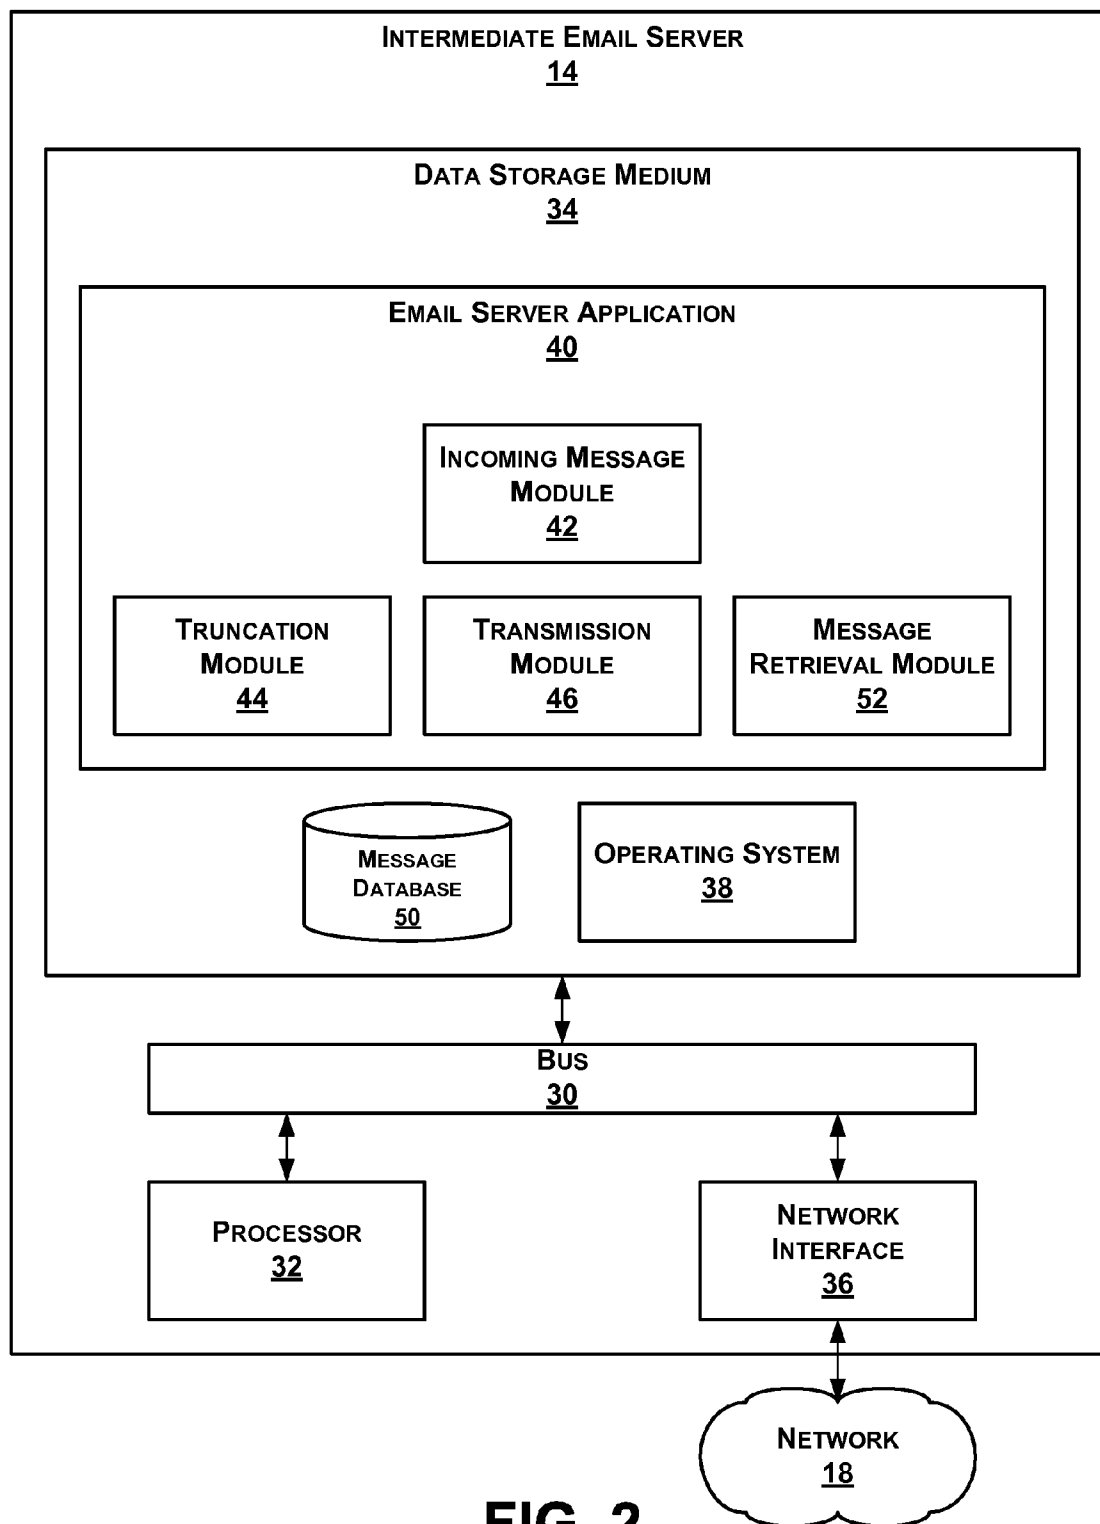 INTERMEDIATE EMAIL SERVER
14
DATA STORAGE MEDIUM
34
EMAIL SERVER APPLICATION
40
INCOMING MESSAGE
MODULE
42
TRUNCATION
MODULE
44
TRANSMISSION
MODULE
46
MESSAGE
RETRIEVAL MODULE
52
MESSAGE
DATABASE
50
OPERATING SYSTEM
38
BUS
30
PROCESSOR
32
NETWORK
INTERFACE
36
NETWORK
18
FIG. 2